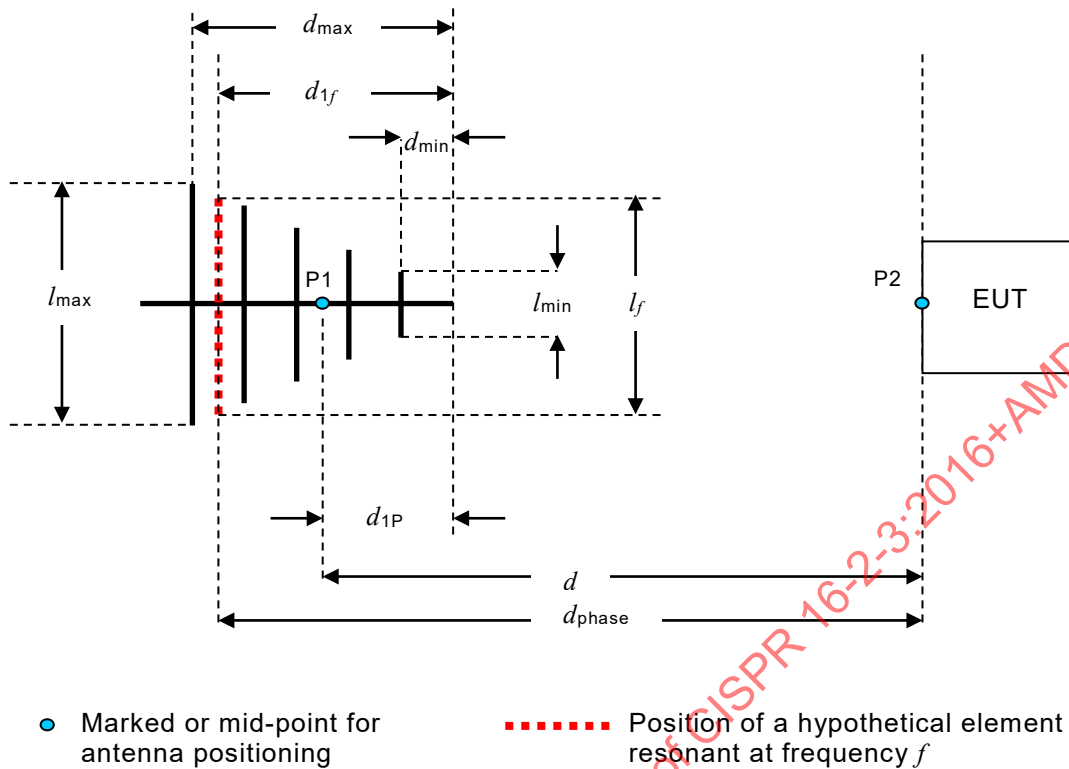 dmax
d1f
dmin
P1
P2
lmax
lmin
lf
EUT
d1P
d
dphase
Marked or mid-point for
antenna positioning
Position of a hypothetical element
resonant at frequency f
of CISPR 16-2-3:2016+AMD